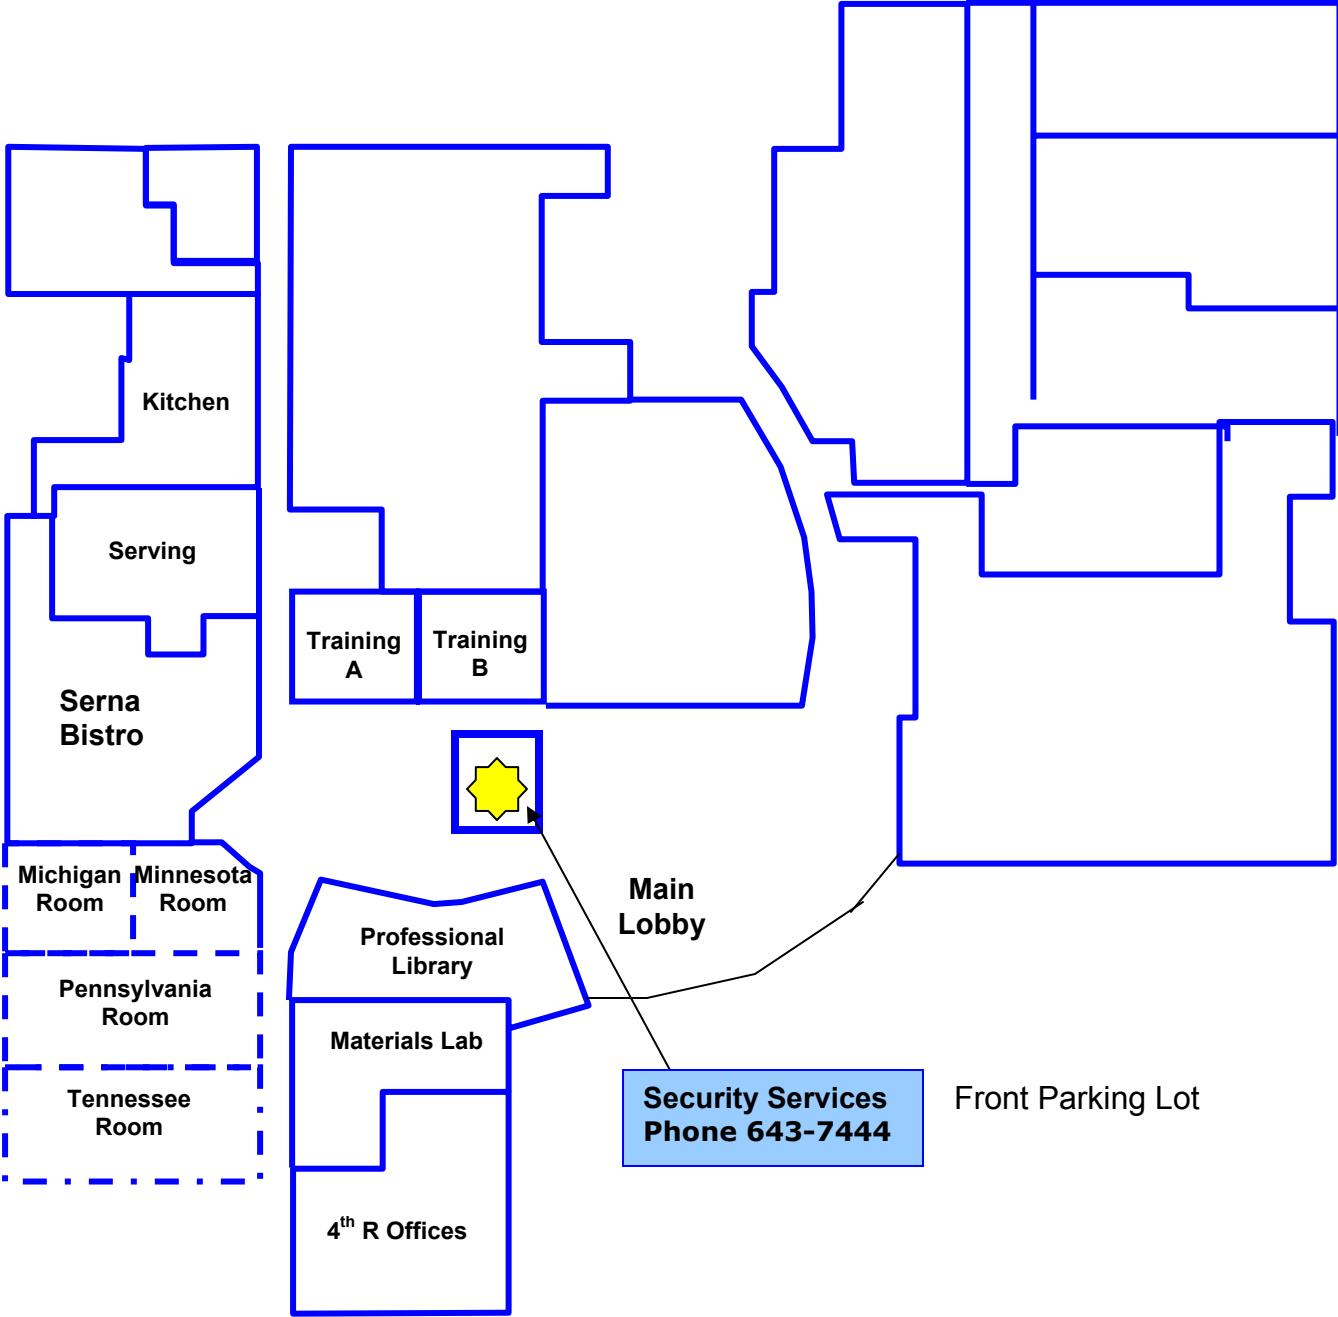 Kitchen
Serving
Training
A
Training
B
Serna
Bistro
Michigan
Room
Minnesota
Room
Main
Lobby
Professional
Library
Pennsylvania
Room
Materials Lab
Tennessee
Room
Security Services
Phone 643-7444
Front Parking Lot
4th R Offices